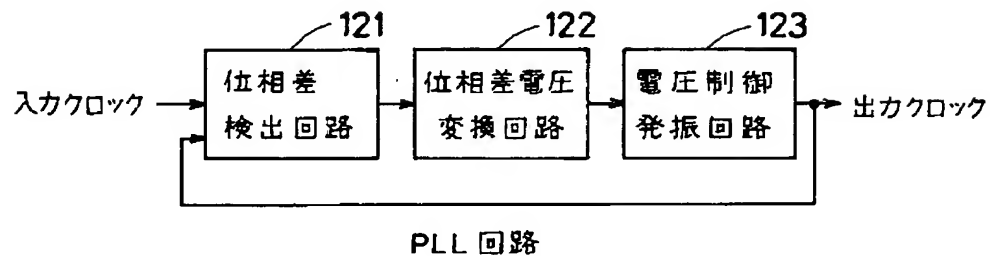 121
122
123
入力クロック
位相差
検出回路
位相差電圧
変換回路
電圧制御
発振回路
出力クロック
PLL 回路